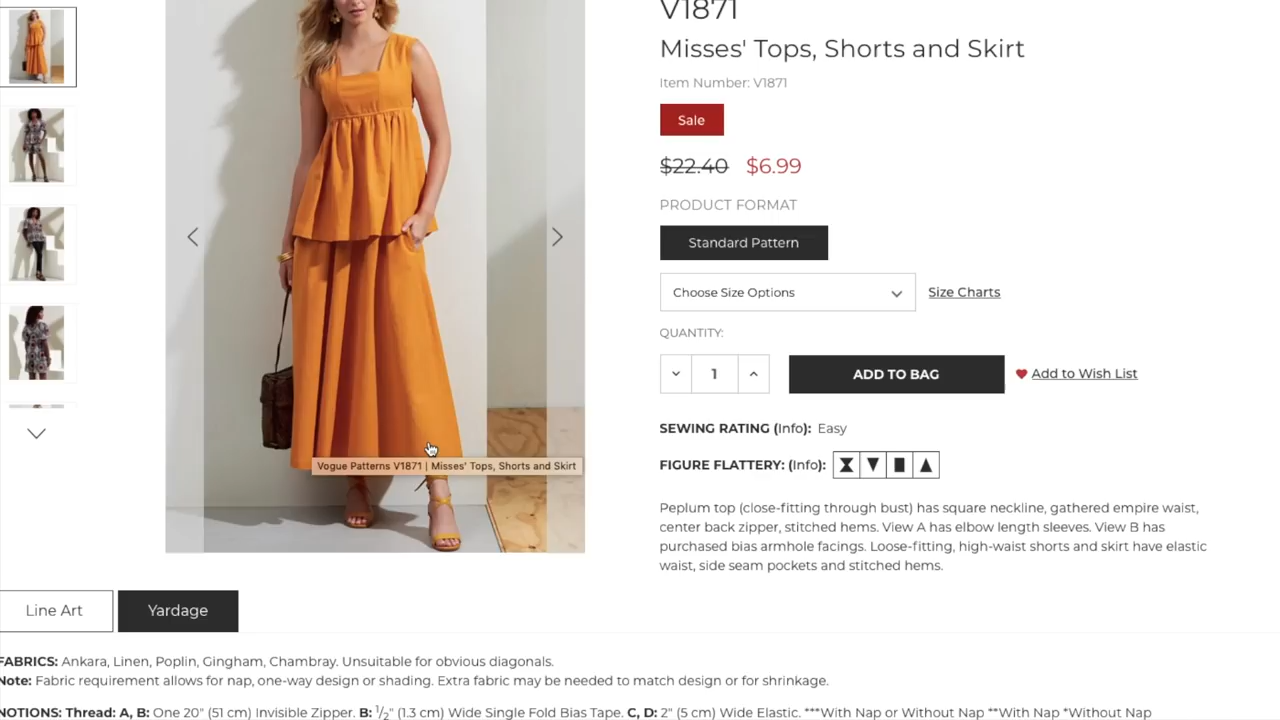 V1871
Misses' Tops, Shorts and Skirt
Item Number: V1871
Sale
$22.40 $6.99
PRODUCT FORMAT
Standard Pattern
Choose Size Options
Size Charts
QUANTITY:
1
ADD TO BAG
Add to Wish List
SEWING RATING (Info): Easy
FIGURE FLATTERY: (Info):
Vogue Patterns V1871 | Misses' Tops, Shorts and Skirt
Peplum top (close-fitting through bust) has square neckline, gathered empire waist,
center back zipper, stitched hems. View A has elbow length sleeves. View B has
purchased bias armhole facings. Loose-fitting, high-waist shorts and skirt have elastic
waist, side seam pockets and stitched hems.
Line Art
Yardage
FABRICS: Ankara, Linen, Poplin, Gingham, Chambray. Unsuitable for obvious diagonals.
Note: Fabric requirement allows for nap, one-way design or shading. Extra fabric may be needed to match design or for shrinkage.
NOTIONS: Thread: A, B: One 20" (51 cm) Invisible Zipper. B: 1/2" (1.3 cm) Wide Single Fold Bias Tape. C, D: 2" (5 cm) Wide Elastic. ***With Nap or Without Nap **With Nap *Without Nap